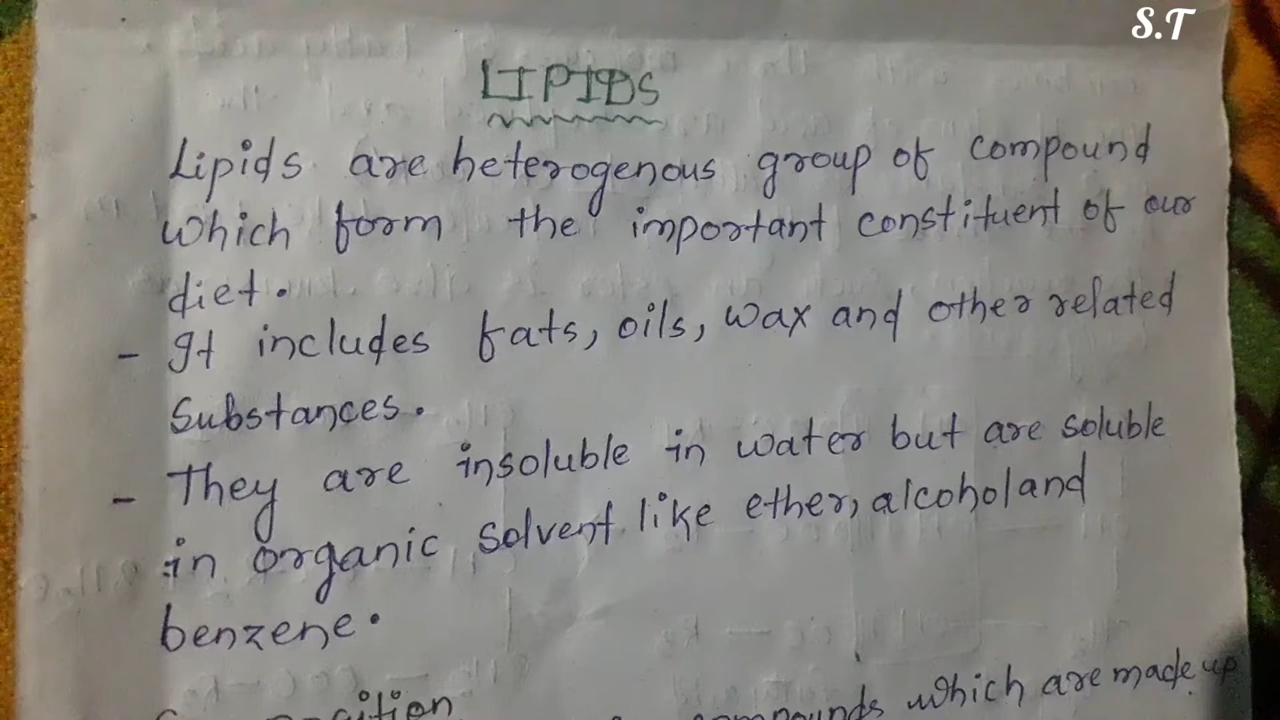 S.T
LIPIDS
Lipids are heterogenous group of compound
which form the important constituent of our
diet.
- It includes fats, oils, wax and other related
Substances.
- They are insoluble in water but are soluble
in organic solvent like ether, alcohol and
benzene.
which are made up